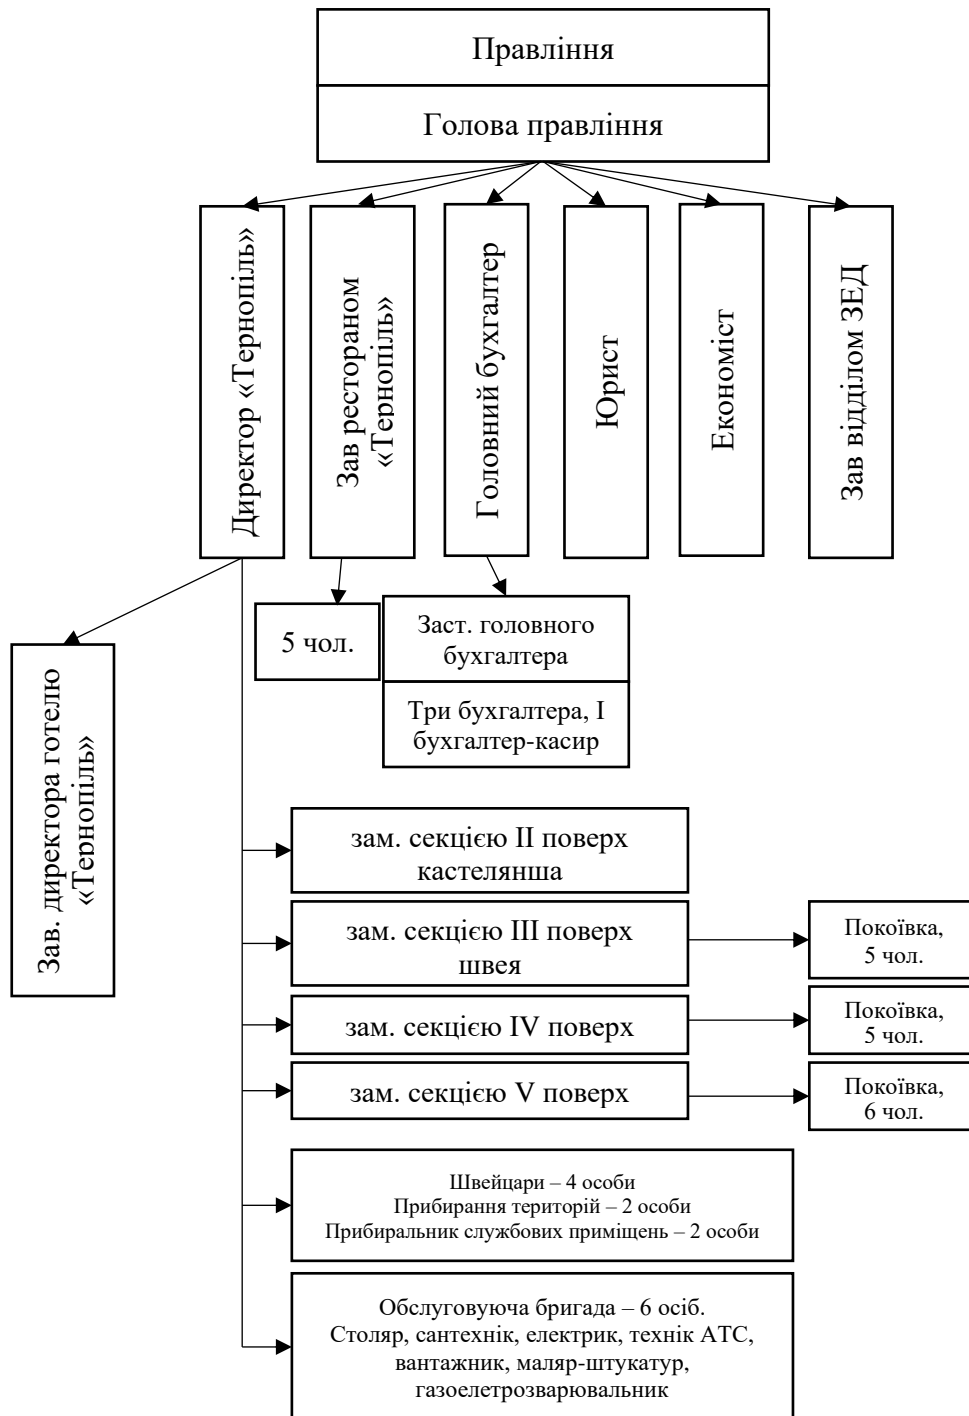 Правління
Голова правління
Директор «Тернопіль»
Зав рестораном
«Тернопіль»
Головний бухгалтер
Юрист
Економіст
Зав відділом ЗЕД
Зав. директора готелю
«Тернопіль»
5 чол.
Заст. головного
бухгалтера
Три бухгалтера, І
бухгалтер-касир
зам. секцією ІІ поверх
кастелянша
зам. секцією ІІІ поверх
швея
Покоївка,
5 чол.
зам. секцією IV поверх
Покоївка,
5 чол.
зам. секцією V поверх
Покоївка,
6 чол.
Швейцари – 4 особи
Прибирання територій – 2 особи
Прибиральник службових приміщень – 2 особи
Обслуговуюча бригада – 6 осіб.
Столяр, сантехнік, електрик, технік АТС,
вантажник, маляр-штукатур,
газоелетрозварювальник